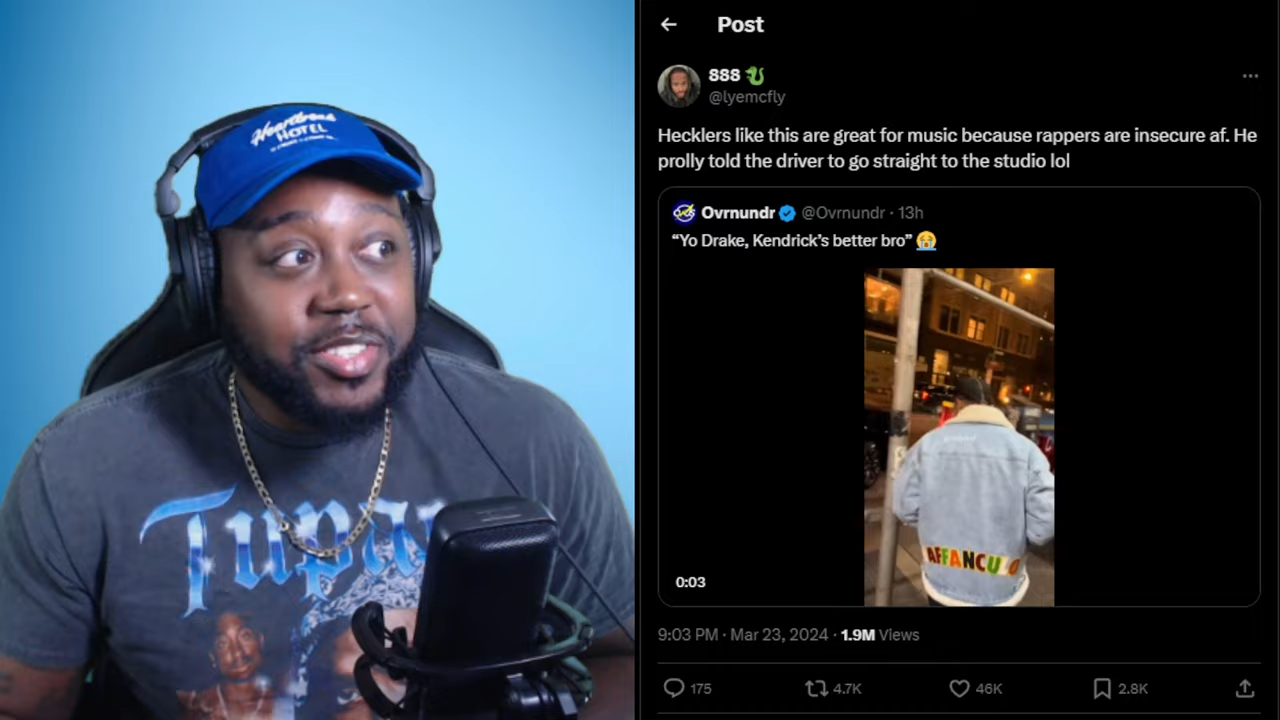 Heartbreak
HOTEL
Tupac
Post
888
@lyemcfly
Hecklers like this are great for music because rappers are insecure af. He
prolly told the driver to go straight to the studio lol
Ovrnundr @Ovrnundr · 13h
“Yo Drake, Kendrick’s better bro” 😭
AFFANCULO
0:03
9:03 PM · Mar 23, 2024 · 1.9M Views
175 4.7K 46K 2.8K